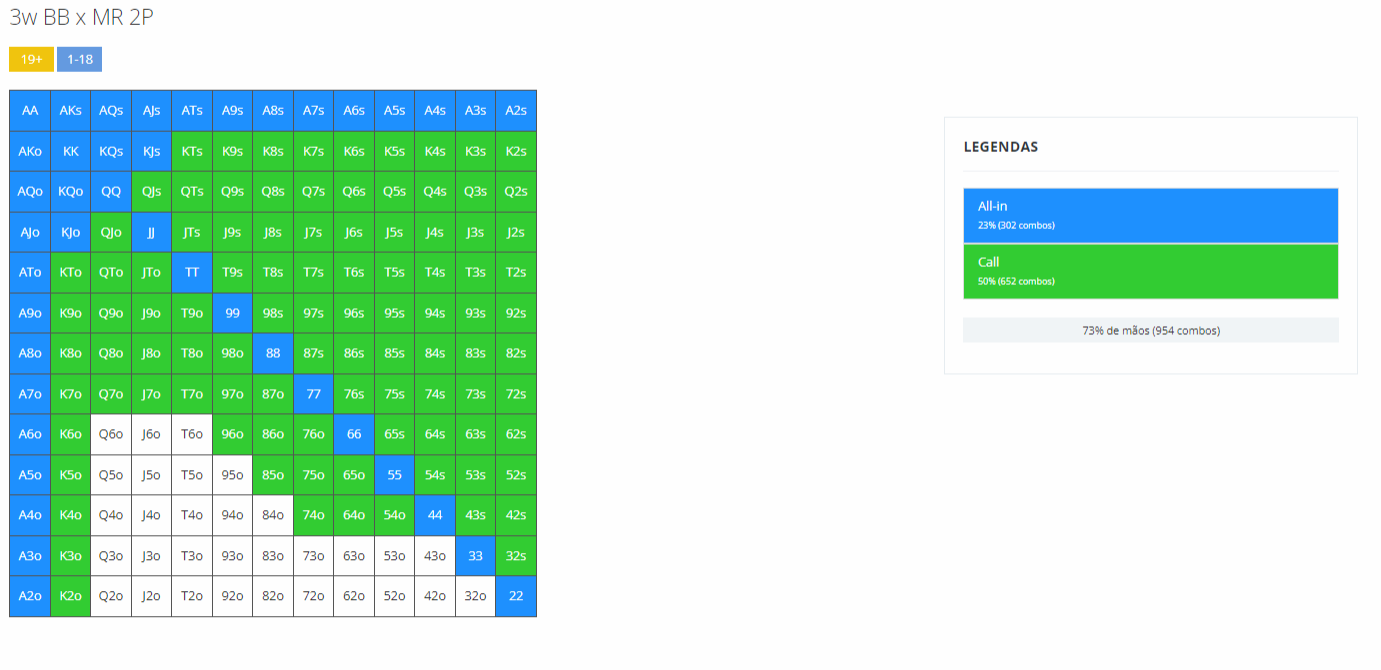 3w BB x MR 2P
19+ 1-18
AA AKs AQs AJs ATs A9s A8s A7s A6s A5s A4s A3s A2s
AKo KK KQs KJs KTs K9s K8s K7s K6s K5s K4s K3s K2s
AQo KQo QQ QJs QTs Q9s Q8s Q7s Q6s Q5s Q4s Q3s Q2s
AJo KJo QJo JJ JTs J9s J8s J7s J6s J5s J4s J3s J2s
ATo KTo QTo JTo TT T9s T8s T7s T6s T5s T4s T3s T2s
A9o K9o Q9o J9o T9o 99 98s 97s 96s 95s 94s 93s 92s
A8o K8o Q8o J8o T8o 98o 88 87s 86s 85s 84s 83s 82s
A7o K7o Q7o J7o T7o 97o 87o 77 76s 75s 74s 73s 72s
A6o K6o Q6o J6o T6o 96o 86o 76o 66 65s 64s 63s 62s
A5o K5o Q5o J5o T5o 95o 85o 75o 65o 55 54s 53s 52s
A4o K4o Q4o J4o T4o 94o 84o 74o 64o 54o 44 43s 42s
A3o K3o Q3o J3o T3o 93o 83o 73o 63o 53o 43o 33 32s
A2o K2o Q2o J2o T2o 92o 82o 72o 62o 52o 42o 32o 22
LEGENDAS
All-in
23% (302 combos)
Call
50% (652 combos)
73% de mãos (954 combos)